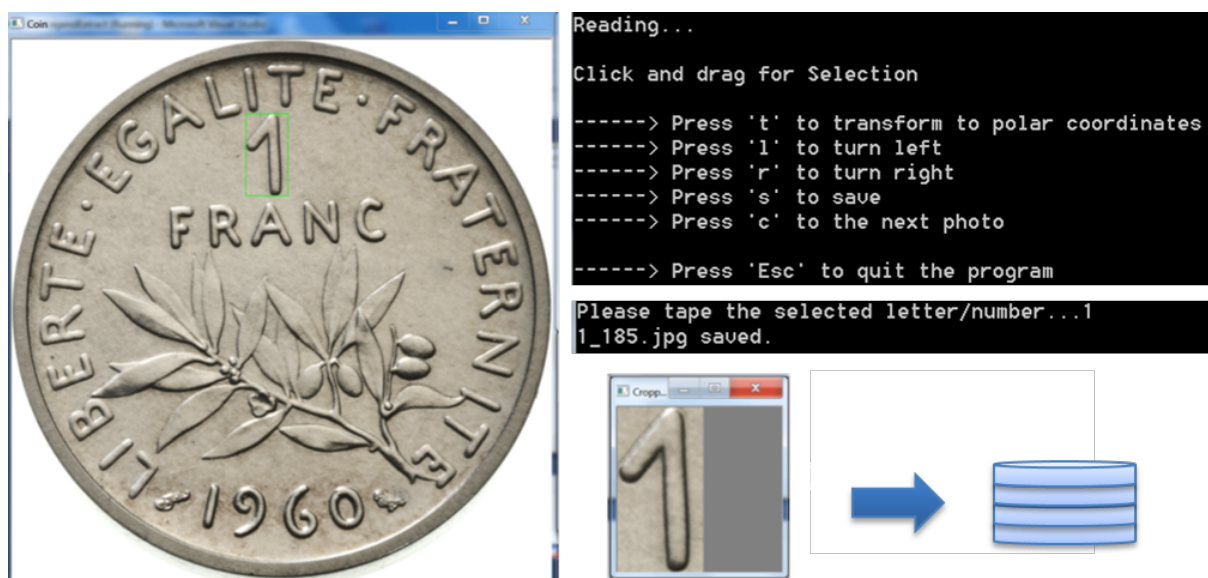 Coin
LIBERTE · EGALITE · FRATERNITE
1
FRANC
1960
Reading...
Click and drag for Selection
------> Press 't' to transform to polar coordinates
------> Press 'l' to turn left
------> Press 'r' to turn right
------> Press 's' to save
------> Press 'c' to the next photo
------> Press 'Esc' to quit the program
Please tape the selected letter/number...1
1_185.jpg saved.
Cropp...
1